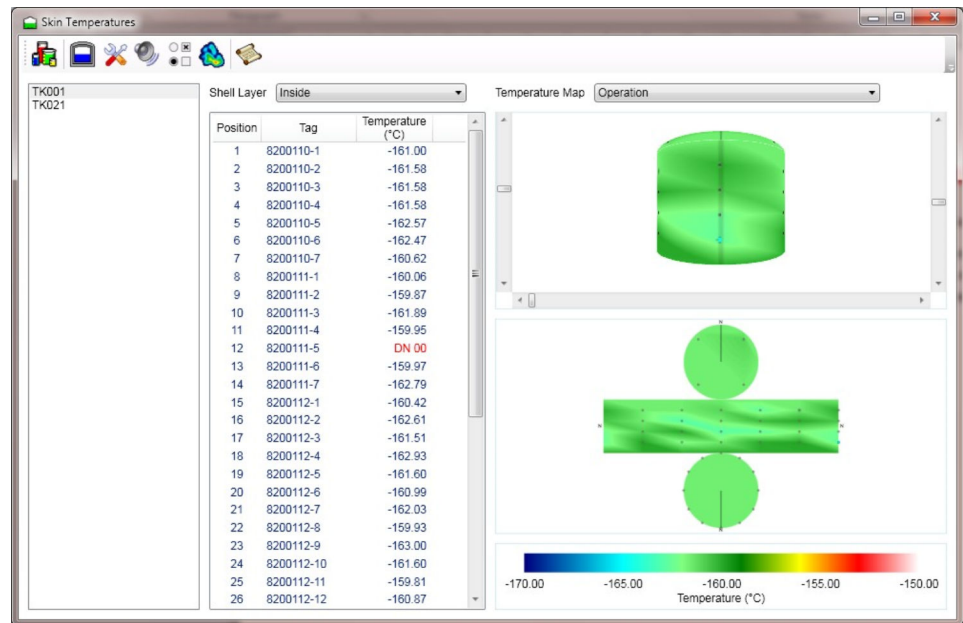 Skin Temperatures
TK001
TK021
Shell Layer Inside
Temperature Map Operation
Position Tag Temperature
(°C)
1 8200110-1 -161.00
2 8200110-2 -161.58
3 8200110-3 -161.58
4 8200110-4 -161.58
5 8200110-5 -162.57
6 8200110-6 -162.47
7 8200110-7 -160.62
8 8200111-1 -160.06
9 8200111-2 -159.87
10 8200111-3 -161.89
11 8200111-4 -159.95
12 8200111-5 DN 00
13 8200111-6 -159.97
14 8200111-7 -162.79
15 8200112-1 -160.42
16 8200112-2 -162.61
17 8200112-3 -161.51
18 8200112-4 -162.93
19 8200112-5 -161.60
20 8200112-6 -160.99
21 8200112-7 -162.03
22 8200112-8 -159.93
23 8200112-9 -163.00
24 8200112-10 -161.60
25 8200112-11 -159.81
26 8200112-12 -160.87
N
N N
N
-170.00 -165.00 -160.00 -155.00 -150.00
Temperature (°C)